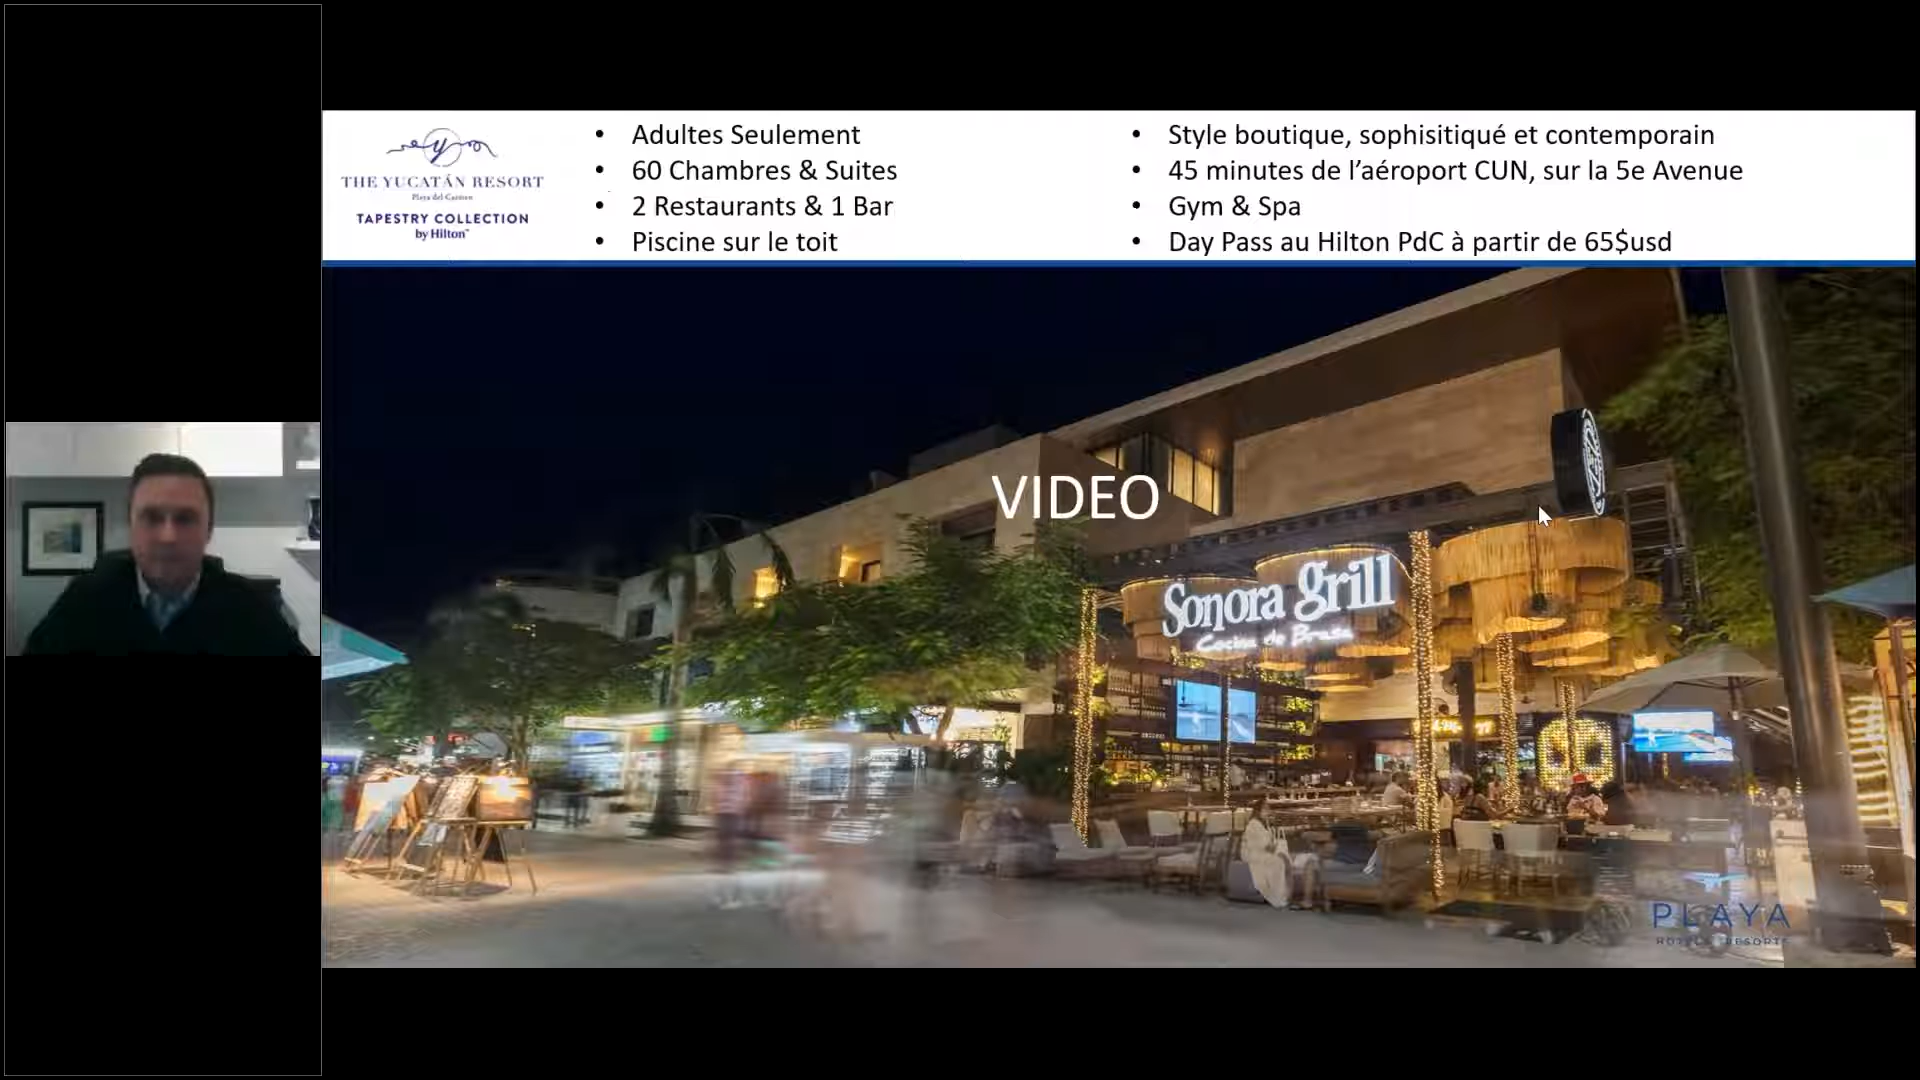 THE YUCATÁN RESORT
Playa del Carmen
TAPESTRY COLLECTION
by Hilton
• Adultes Seulement
• 60 Chambres & Suites
• 2 Restaurants & 1 Bar
• Piscine sur le toit
• Style boutique, sophisitiqué et contemporain
• 45 minutes de l’aéroport CUN, sur la 5e Avenue
• Gym & Spa
• Day Pass au Hilton PdC à partir de 65$usd
VIDEO
Sonora grill
Cocina de Brasa
PLAYA
HOTELS & RESORTS